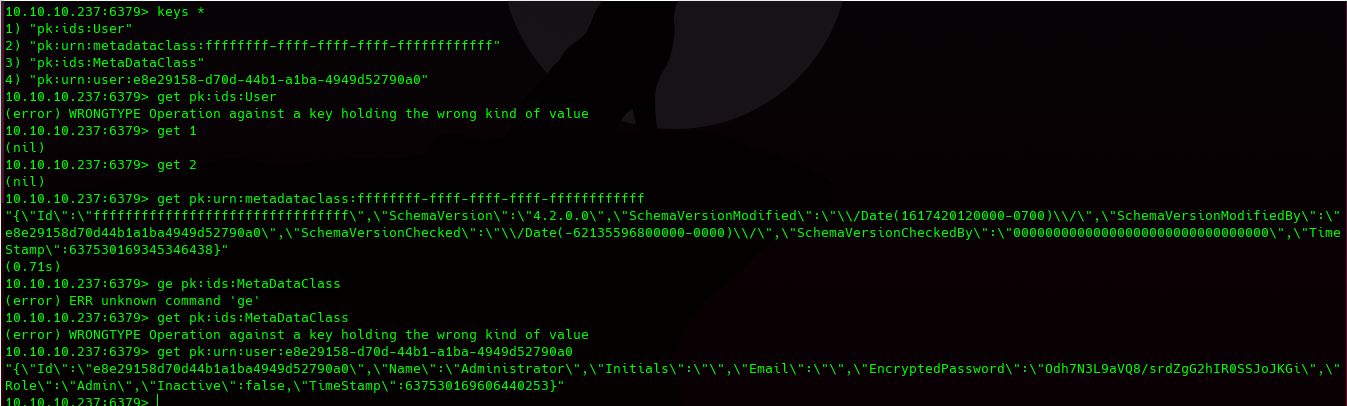 10.10.10.237:6379> keys *
1) "pk:ids:User"
2) "pk:urn:metadataclass:ffffffff-ffff-ffff-ffff-ffffffffffff"
3) "pk:ids:MetaDataClass"
4) "pk:urn:user:e8e29158-d70d-44b1-a1ba-4949d52790a0"
10.10.10.237:6379> get pk:ids:User
(error) WRONGTYPE Operation against a key holding the wrong kind of value
10.10.10.237:6379> get 1
(nil)
10.10.10.237:6379> get 2
(nil)
10.10.10.237:6379> get pk:urn:metadataclass:ffffffff-ffff-ffff-ffff-ffffffffffff
"{\"Id\":\"ffffffffffffffffffffffffffffffff\",\"SchemaVersion\":\"4.2.0.0\",\"SchemaVersionModified\":\"\\/Date(1617420120000-0700)\\/\",\"SchemaVersionModifiedBy\":\"
e8e29158d70d44b1a1ba4949d52790a0\",\"SchemaVersionChecked\":\"\\/Date(-62135596800000-0000)\\/\",\"SchemaVersionCheckedBy\":\"00000000000000000000000000000000\",\"Time
Stamp\":637530169345346438}"
(0.71s)
10.10.10.237:6379> ge pk:ids:MetaDataClass
(error) ERR unknown command 'ge'
10.10.10.237:6379> get pk:ids:MetaDataClass
(error) WRONGTYPE Operation against a key holding the wrong kind of value
10.10.10.237:6379> get pk:urn:user:e8e29158-d70d-44b1-a1ba-4949d52790a0
"{\"Id\":\"e8e29158d70d44b1a1ba4949d52790a0\",\"Name\":\"Administrator\",\"Initials\":\"\",\"Email\":\"\",\"EncryptedPassword\":\"Odh7N3L9aVQ8/srdZgG2hIR0SSJoJKGi\",\"
Role\":\"Admin\",\"Inactive\":false,\"TimeStamp\":637530169606440253}"
10.10.10.237:6379>